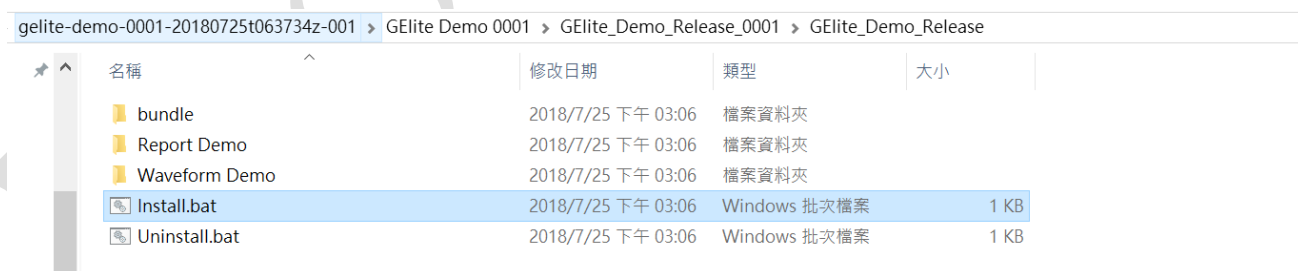 gelite-demo-0001-20180725t063734z-001 > GElite Demo 0001 > GElite_Demo_Release_0001 > GElite_Demo_Release
名稱 修改日期 類型 大小
bundle 2018/7/25 下午 03:06 檔案資料夾
Report Demo 2018/7/25 下午 03:06 檔案資料夾
Waveform Demo 2018/7/25 下午 03:06 檔案資料夾
Install.bat 2018/7/25 下午 03:06 Windows 批次檔案 1 KB
Uninstall.bat 2018/7/25 下午 03:06 Windows 批次檔案 1 KB